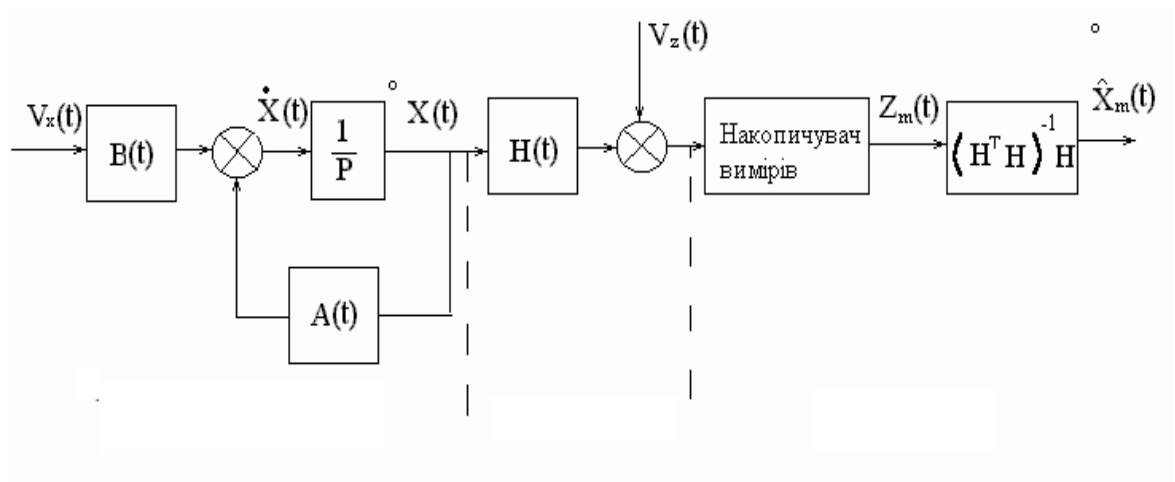 V_x(t)
B(t)
Ẋ(t)
1
P
X(t)
A(t)
H(t)
V_z(t)
Накопичувач
вимірів
Z_m(t)
(H^T H)^-1 H
X̂_m(t)